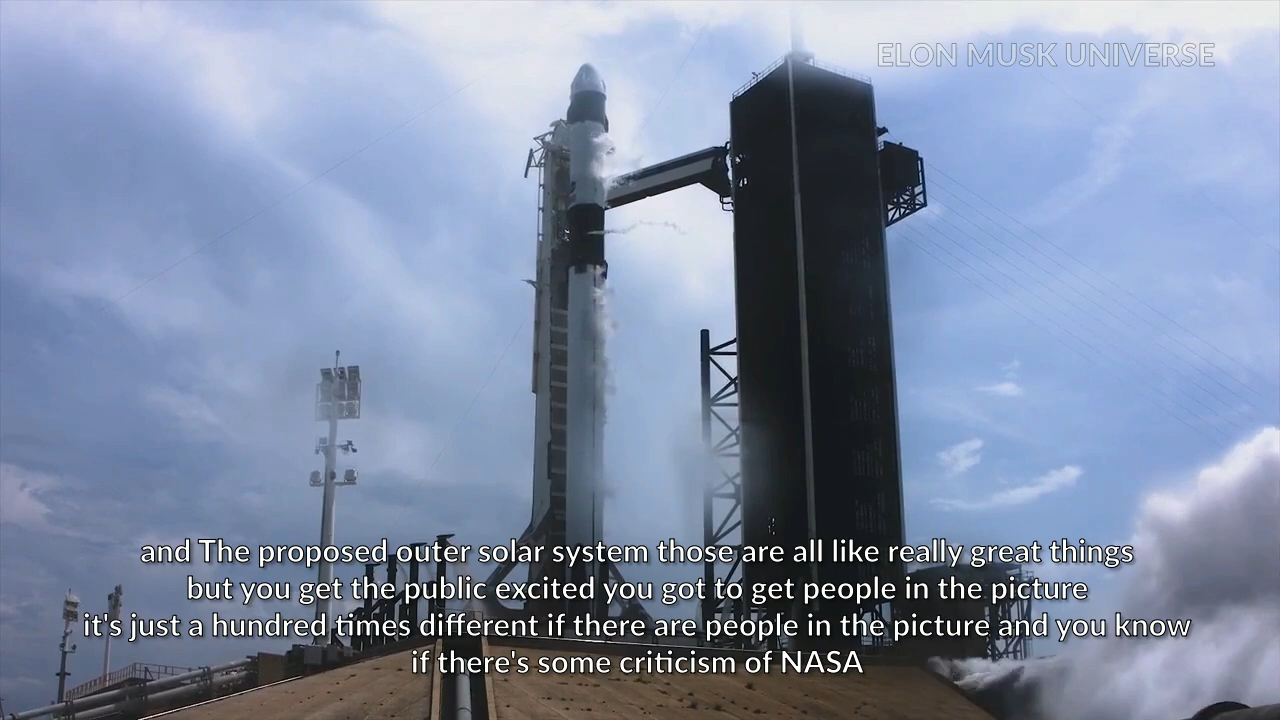 ELON MUSK UNIVERSE
and The proposed outer solar system those are all like really great things
but you get the public excited you got to get people in the picture
it's just a hundred times different if there are people in the picture and you know
if there's some criticism of NASA